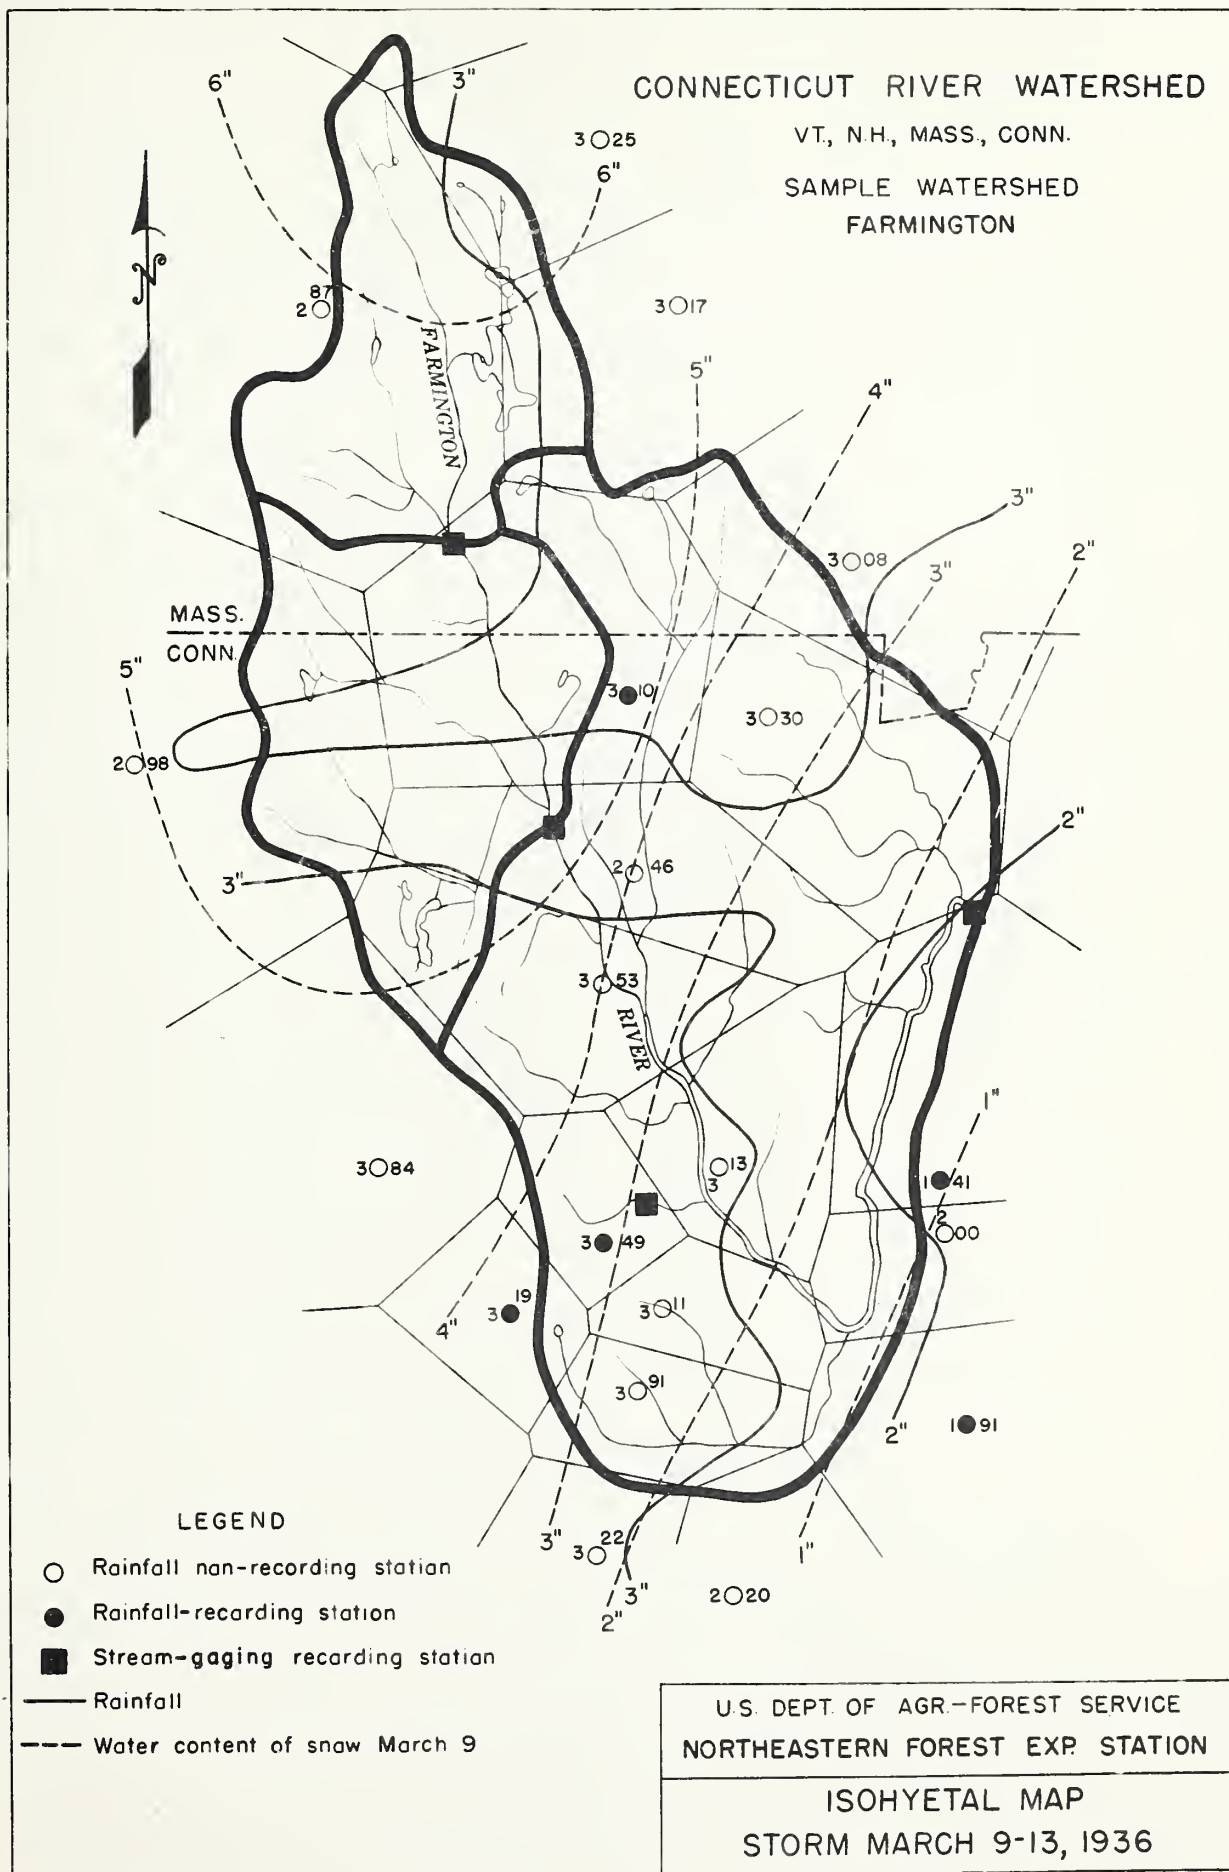 CONNECTICUT RIVER WATERSHED
VT., N.H., MASS., CONN.
SAMPLE WATERSHED
FARMINGTON
6"
3"
3 25
6"
N
2 87
3 17
5"
4"
FARMINGTON
3"
3 08
3"
2"
MASS.
CONN.
5"
3 10
3 30
2 98
2"
3"
2 46
3 53
RIVER
1"
3 84
3 13
1 41
2 00
3 49
3 19
3 11
4"
3 91
2"
1 91
3"
3 22
1"
3"
2"
2 20
LEGEND
Rainfall non-recording station
Rainfall-recarding station
Stream-gaging recarding station
Rainfall
Water content of snaw March 9
U.S. DEPT. OF AGR.-FOREST SERVICE
NORTHEASTERN FOREST EXP. STATION
ISOHYETAL MAP
STORM MARCH 9-13, 1936